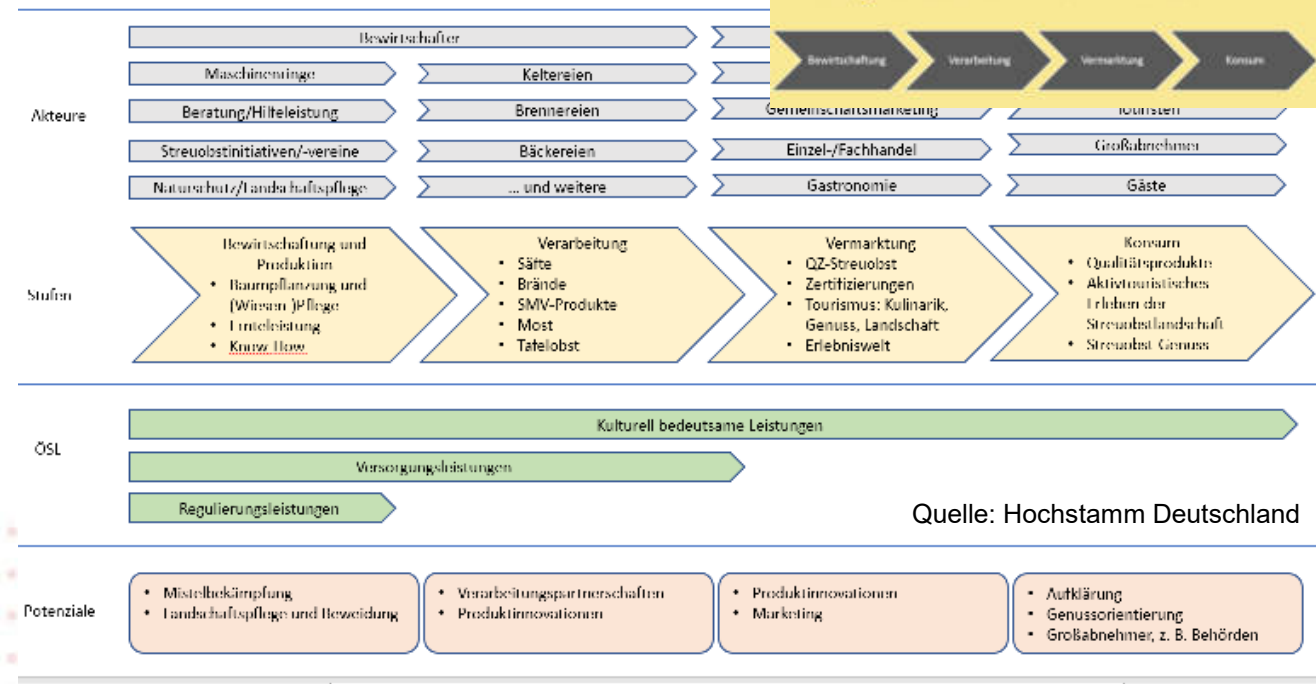 Bewirtschafter
Bewirtschaftung
Verarbeitung
Vermarktung
Konsum
Akteure
Maschinenringe
Keltereien
Beratung/Hilfeleistung
Brennereien
Gemeinschaftsmarketing
Touristen
Streuobstinitiativen/-vereine
Bäckereien
Einzel-/Fachhandel
Großabnehmer
Naturschutz/Landschaftspflege
... und weitere
Gastronomie
Gäste
Stufen
Bewirtschaftung und
Produktion
• Baumpflanzung und
(Wiesen-)Pflege
• Ernteleistung
• Know-How
Verarbeitung
• Säfte
• Brände
• SMV-Produkte
• Most
• Tafelobst
Vermarktung
• QZ-Streuobst
• Zertifizierungen
• Tourismus: Kulinarik,
Genuss, Landschaft
• Erlebniswelt
Konsum
• Qualitätsprodukte
• Aktivtouristisches
Erleben der
Streuobstlandschaft
• Streuobst-Genuss
ÖSL
Kulturell bedeutsame Leistungen
Versorgungsleistungen
Regulierungsleistungen
Quelle: Hochstamm Deutschland
Potenziale
• Mistelbekämpfung
• Landschaftspflege und Beweidung
• Verarbeitungspartnerschaften
• Produktinnovationen
• Produktinnovationen
• Marketing
• Aufklärung
• Genussorientierung
• Großabnehmer, z. B. Behörden